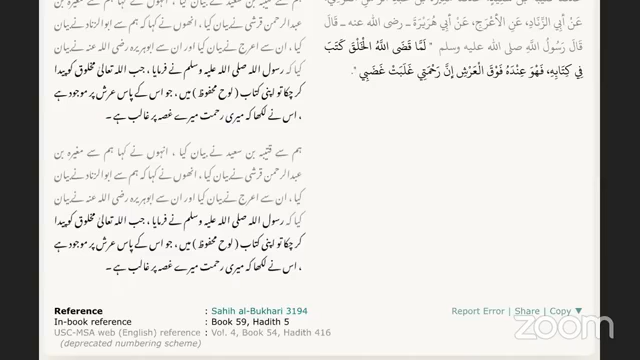 عبدالرحمن قرشی نے بیان کیا ، انھوں نے کہا کہ ہم سے ابوالزناد نے بیان
کیا ، ان سے اعرج نے بیان کیا اور ان سے ابوہریرہ رضی اللہ عنہ نے بیان
کیا کہ رسول اللہ صلی اللہ علیہ وسلم نے فرمایا ، جب اللہ تعالیٰ مخلوق کو پیدا
کر چکا تو اپنی کتاب ( لوح محفوظ ) میں ، جو اس کے پاس عرش پر موجود ہے
، اس نے لکھا کہ میری رحمت میرے غصہ پر غالب ہے ۔
ہم سے قتیبہ بن سعید نے بیان کیا ، انہوں نے کہا ہم سے مغیرہ بن
عبدالرحمن قرشی نے بیان کیا ، انھوں نے کہا کہ ہم سے ابوالزناد نے بیان
کیا ، ان سے اعرج نے بیان کیا اور ان سے ابوہریرہ رضی اللہ عنہ نے بیان
کیا کہ رسول اللہ صلی اللہ علیہ وسلم نے فرمایا ، جب اللہ تعالیٰ مخلوق کو پیدا
کر چکا تو اپنی کتاب ( لوح محفوظ ) میں ، جو اس کے پاس عرش پر موجود ہے
، اس نے لکھا کہ میری رحمت میرے غصہ پر غالب ہے ۔
عَنْ أَبِي الزِّنَادِ، عَنِ الأَعْرَجِ، عَنْ أَبِي هُرَيْرَةَ ـ رضى الله عنه ـ قَالَ
قَالَ رَسُولُ اللَّهِ صلى الله عليه وسلم ‏"‏ لَمَّا قَضَى اللَّهُ الْخَلْقَ كَتَبَ
فِي كِتَابِهِ، فَهْوَ عِنْدَهُ فَوْقَ الْعَرْشِ إِنَّ رَحْمَتِي غَلَبَتْ غَضَبِي ‏"‏‏.‏
Reference : Sahih al-Bukhari 3194
In-book reference : Book 59, Hadith 5
USC-MSA web (English) reference : Vol. 4, Book 54, Hadith 416
(deprecated numbering scheme)
Report Error | Share | Copy ▼
zoom